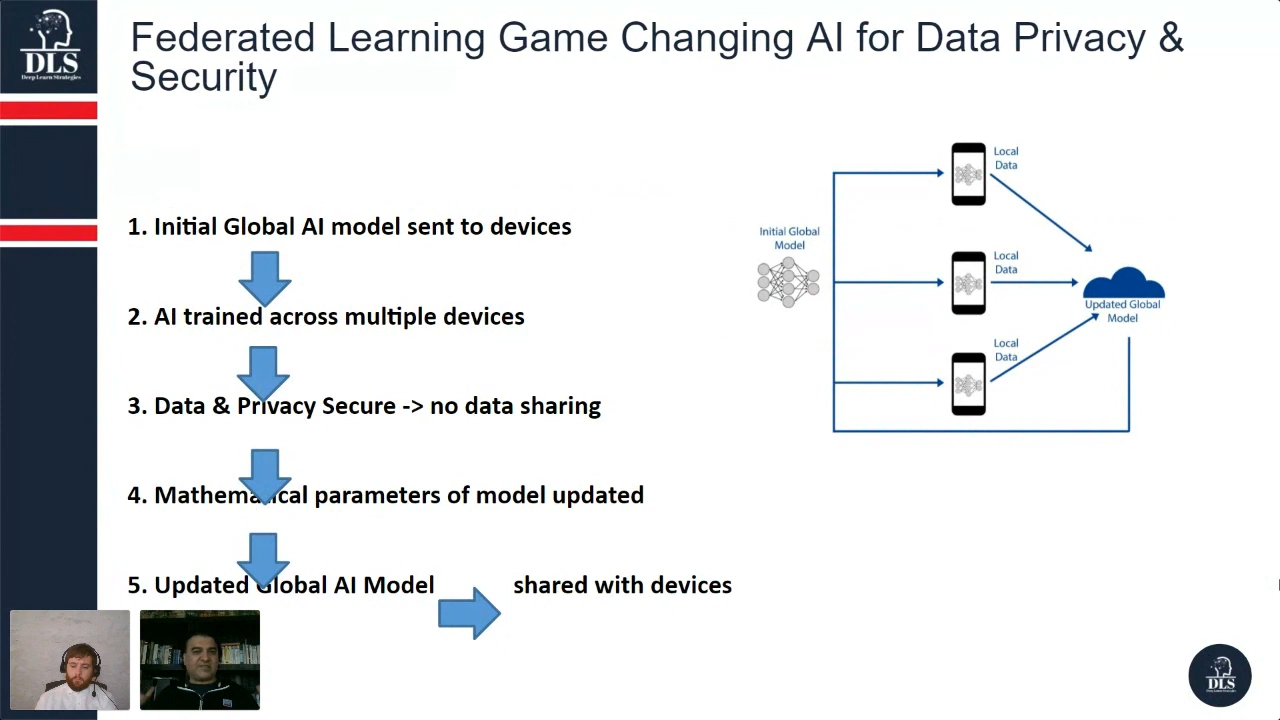 DLS
Deep Learn Strategies
Federated Learning Game Changing AI for Data Privacy &
Security
1. Initial Global AI model sent to devices
2. AI trained across multiple devices
3. Data & Privacy Secure -> no data sharing
4. Mathematical parameters of model updated
5. Updated Global AI Model shared with devices
Initial Global
Model
Local
Data
Local
Data
Local
Data
Updated Global
Model
DLS
Deep Learn Strategies